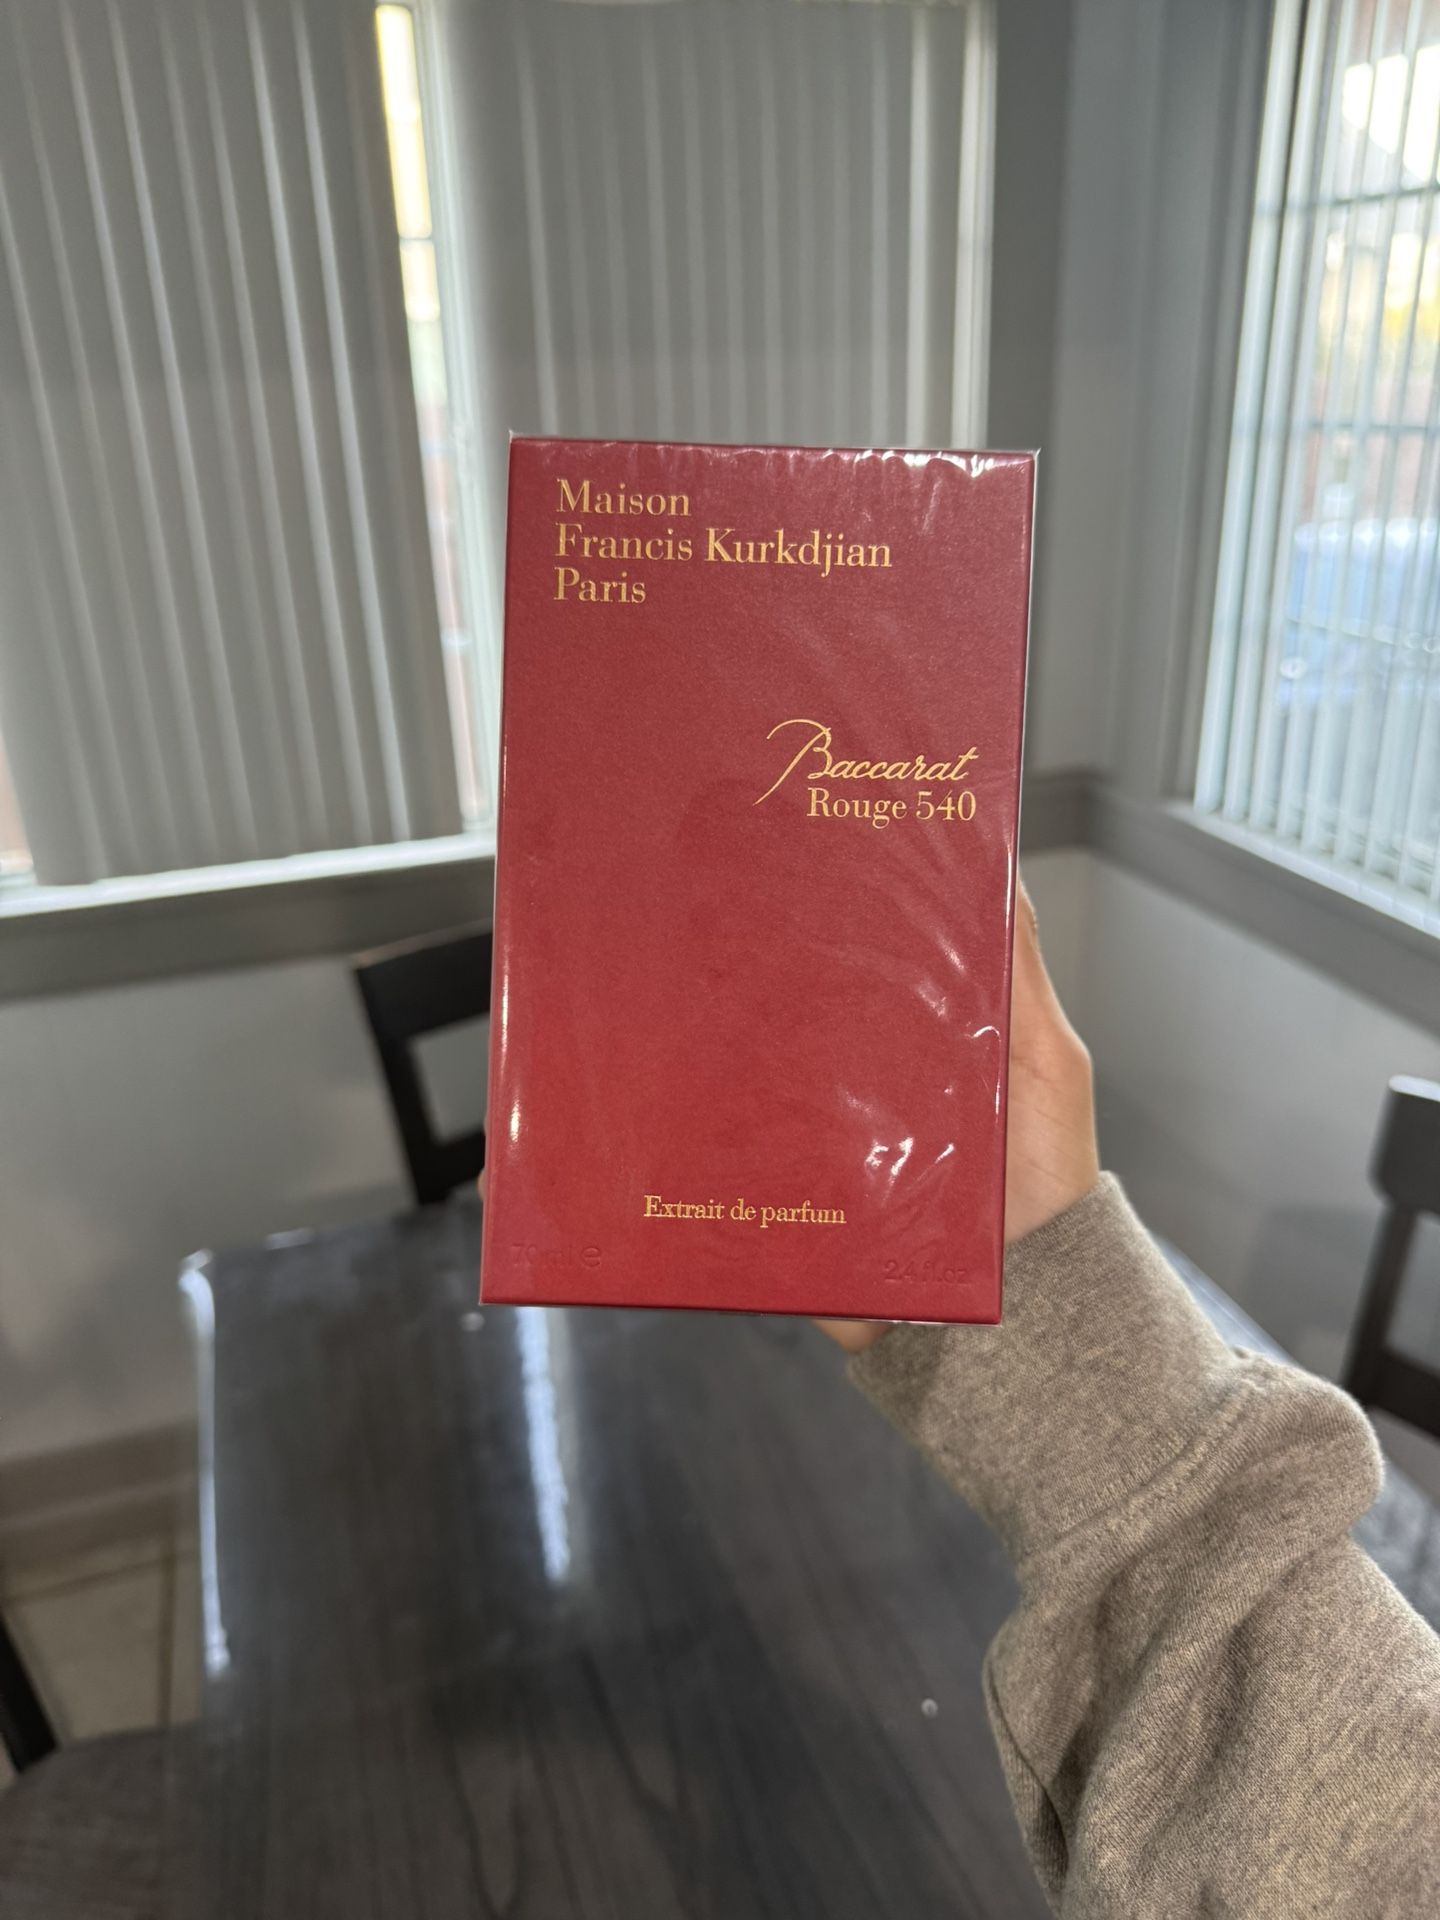 Maison
Francis Kurkdjian
Paris
Baccarat
Rouge 540
Extrait de parfum
70 ml e 2.4 fl.oz